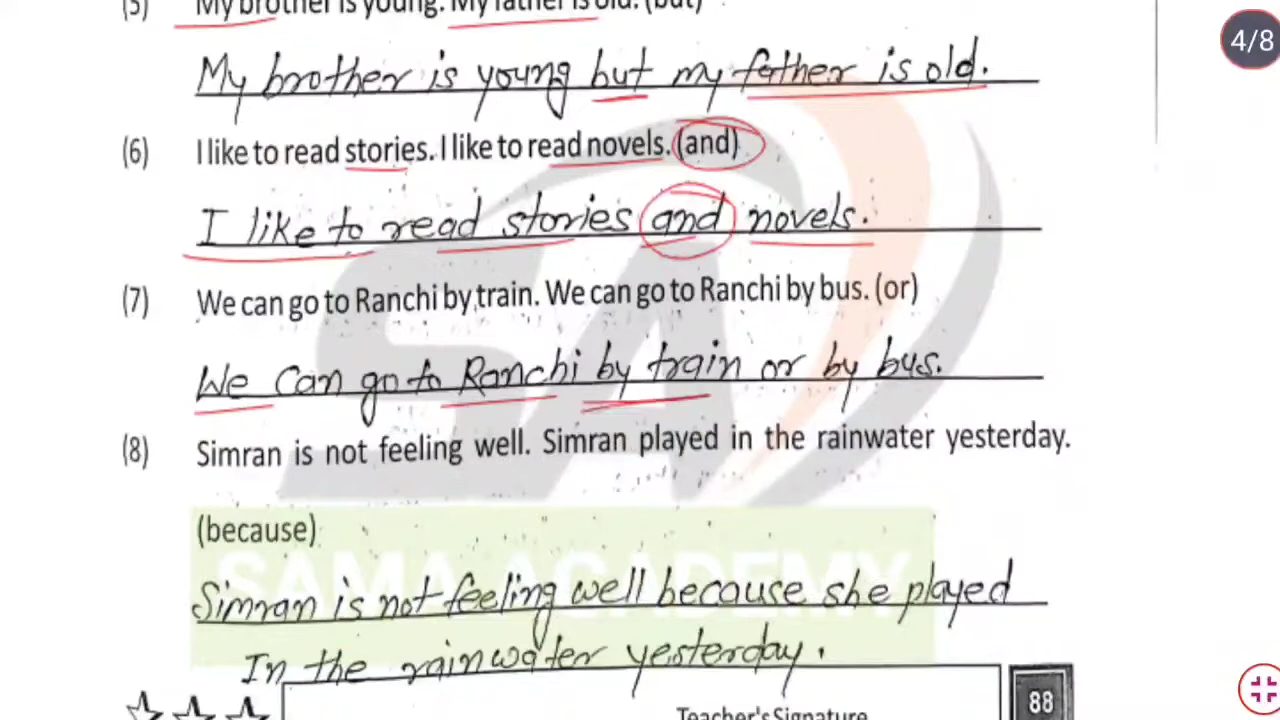 (5) My brother is young. My father is old. (but)
4/8
My brother is young but my father is old.
(6) I like to read stories. I like to read novels. (and)
I like to read stories and novels.
(7) We can go to Ranchi by train. We can go to Ranchi by bus. (or)
We can go to Ranchi by train or by bus.
(8) Simran is not feeling well. Simran played in the rainwater yesterday.
(because)
SAMA ACADEMY
Simran is not feeling well because she played
In the rainwater yesterday.
88
Teacher's Signature